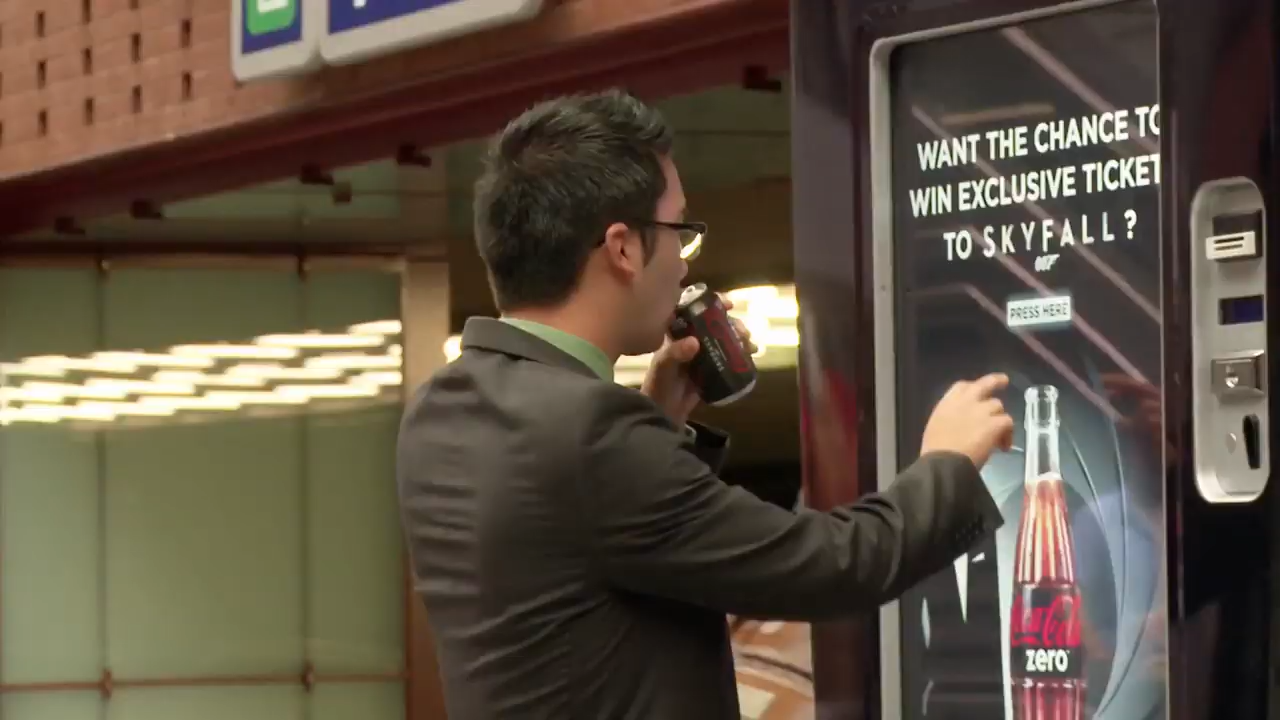 WANT THE CHANCE TO
WIN EXCLUSIVE TICKET
TO SKYFALL?
007
PRESS HERE
Coca-Cola
zero